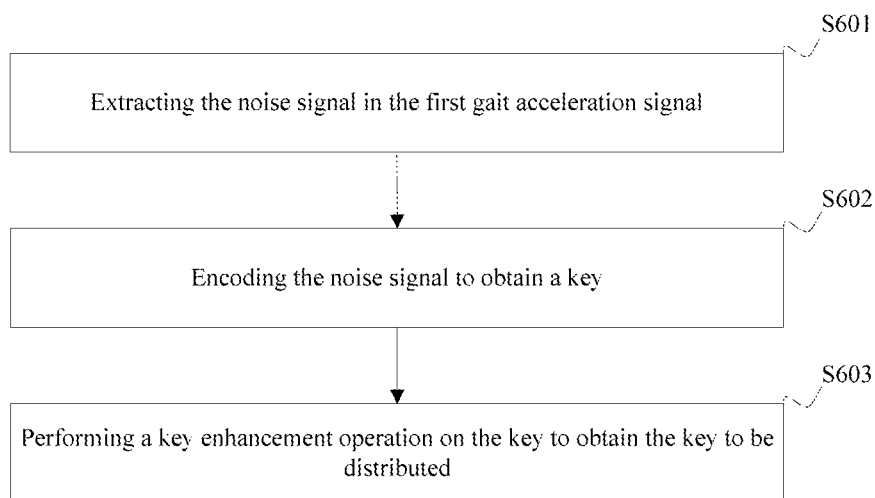 S601
Extracting the noise signal in the first gait acceleration signal
S602
Encoding the noise signal to obtain a key
S603
Performing a key enhancement operation on the key to obtain the key to be
distributed